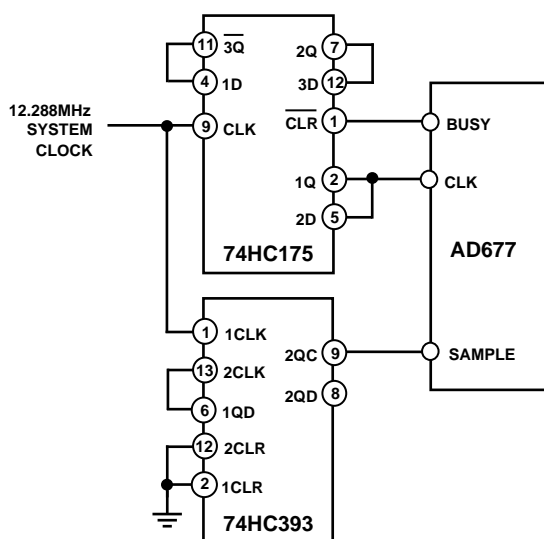 11 3Q̅ 2Q 7
4 1D 3D 12
12.288MHz
SYSTEM
CLOCK
9 CLK C̅L̅R̅ 1 BUSY
1Q 2 CLK
2D 5
74HC175
AD677
1 1CLK 2QC 9 SAMPLE
13 2CLK 2QD 8
6 1QD
12 2CLR
2 1CLR
74HC393